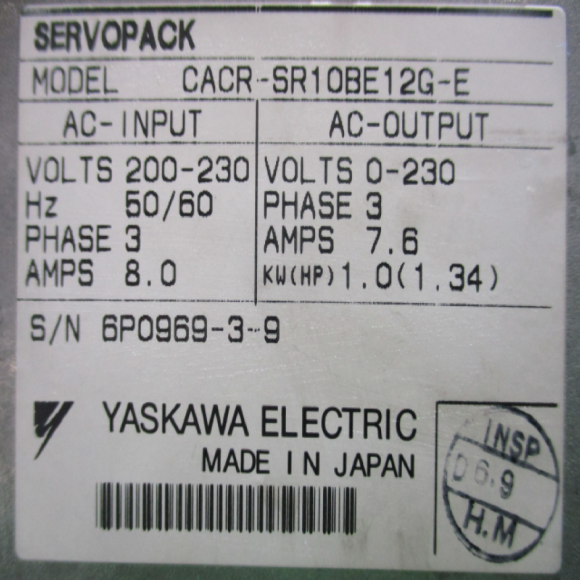 SERVOPACK
MODEL CACR-SR10BE12G-E
AC-INPUT AC-OUTPUT
VOLTS 200-230 VOLTS 0-230
Hz 50/60 PHASE 3
PHASE 3 AMPS 7.6
AMPS 8.0 KW(HP) 1.0(1.34)
S/N 6P0969-3-9
YASKAWA ELECTRIC
MADE IN JAPAN
INSP
D6.9
H.M